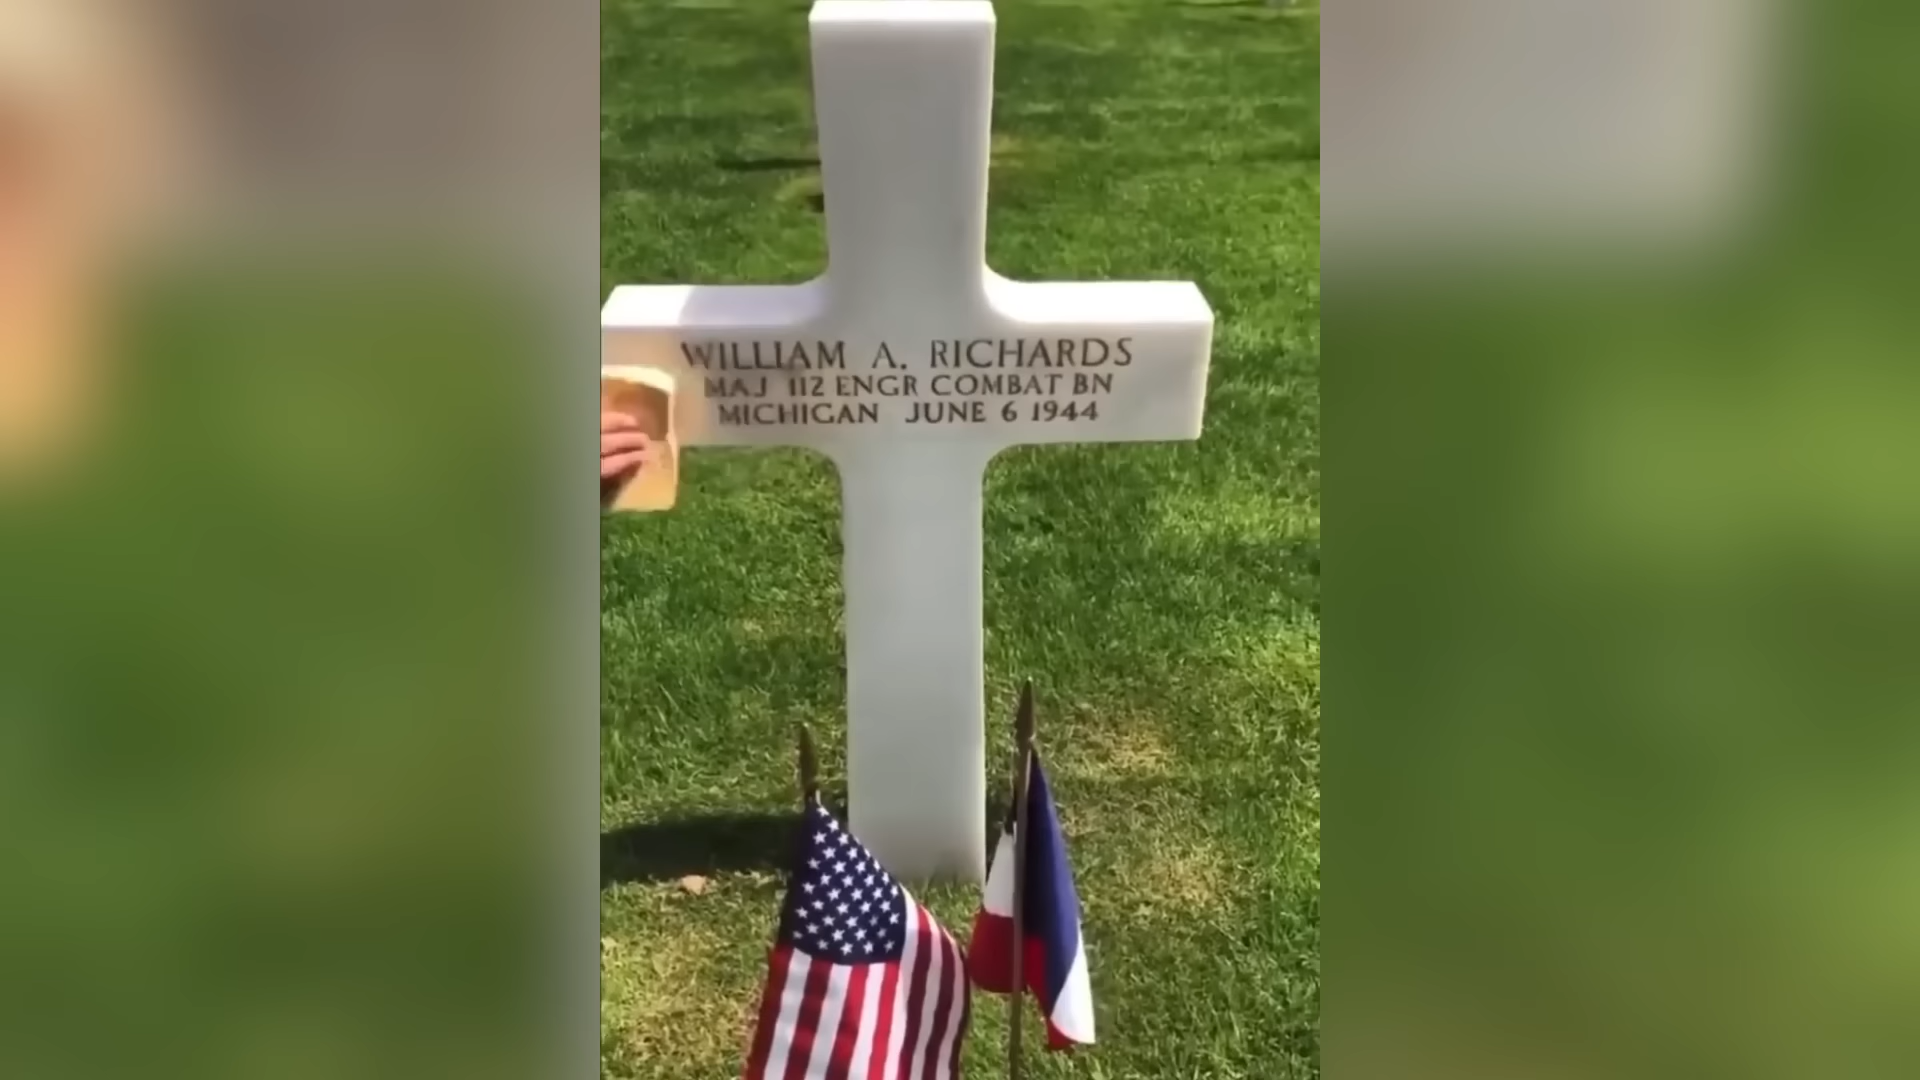 WILLIAM A. RICHARDS
MAJ 112 ENGR COMBAT BN
MICHIGAN JUNE 6 1944